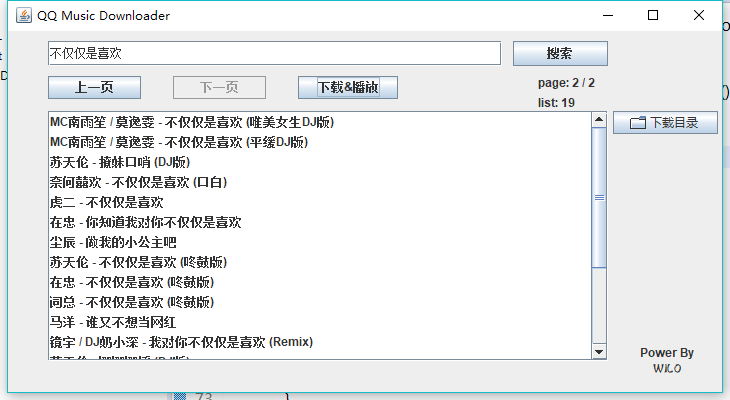 QQ Music Downloader
不仅仅是喜欢
搜索
上一页
下一页
下载&播放
page: 2 / 2
list: 19
下载目录
MC南雨笙 / 莫逸雯 - 不仅仅是喜欢 (唯美女生DJ版)
MC南雨笙 / 莫逸雯 - 不仅仅是喜欢 (平缓DJ版)
苏天伦 - 撩妹口哨 (DJ版)
奈何囍欢 - 不仅仅是喜欢 (口白)
虎二 - 不仅仅是喜欢
在忠 - 你知道我对你不仅仅是喜欢
尘辰 - 做我的小公主吧
苏天伦 - 不仅仅是喜欢 (咚鼓版)
在忠 - 不仅仅是喜欢 (咚鼓版)
词总 - 不仅仅是喜欢 (咚鼓版)
马洋 - 谁又不想当网红
镜宇 / DJ奶小深 - 我对你不仅仅是喜欢 (Remix)
Power By
WILO
73